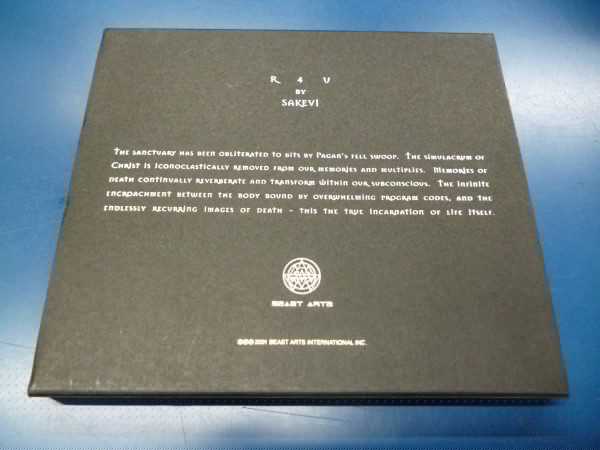 R 4 U
BY
SAKEVI
THE SANCTUARY HAS BEEN OBLITERATED TO BITS BY PAGAN'S FELL SWOOP. THE SIMULACRUM OF
CHRIST IS ICONOCLASTICALLY REMOVED FROM OUR MEMORIES AND MULTIPLIES. MEMORIES OF
DEATH CONTINUALLY REVERBERATE AND TRANSFORM WITHIN OUR SUBCONSCIOUS. THE INFINITE
ENCROACHMENT BETWEEN THE BODY BOUND BY OVERWHELMING PROGRAM CODES, AND THE
ENDLESSLY RECURRING IMAGES OF DEATH - THIS THE TRUE INCARNATION OF LIFE ITSELF.
BEAST ARTS
2001 BEAST ARTS INTERNATIONAL INC.